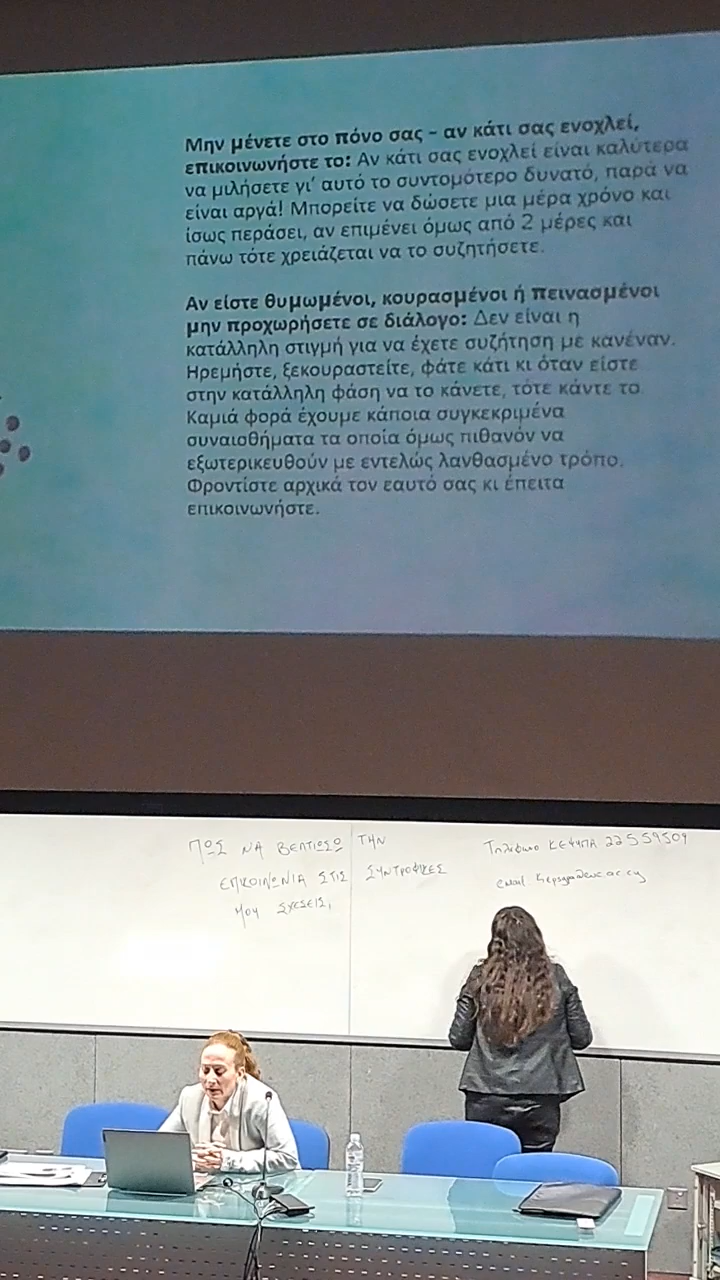 Μην μένετε στο πόνο σας - αν κάτι σας ενοχλεί,
επικοινωνήστε το: Αν κάτι σας ενοχλεί είναι καλύτερα
να μιλήσετε γι' αυτό το συντομότερο δυνατό, παρά να
είναι αργά! Μπορείτε να δώσετε μια μέρα χρόνο και
ίσως περάσει, αν επιμένει όμως από 2 μέρες και
πάνω τότε χρειάζεται να το συζητήσετε.
Αν είστε θυμωμένοι, κουρασμένοι ή πεινασμένοι
μην προχωρήσετε σε διάλογο: Δεν είναι η
κατάλληλη στιγμή για να έχετε συζήτηση με κανέναν.
Ηρεμήστε, ξεκουραστείτε, φάτε κάτι κι όταν είστε
στην κατάλληλη φάση να το κάνετε, τότε κάντε το.
Καμιά φορά έχουμε κάποια συγκεκριμένα
συναισθήματα τα οποία όμως πιθανόν να
εξωτερικευθούν με εντελώς λανθασμένο τρόπο.
Φροντίστε αρχικά τον εαυτό σας κι έπειτα
επικοινωνήστε.
ΠΩΣ ΝΑ ΒΕΛΤΙΩΣΩ ΤΗΝ
ΕΠΙΚΟΙΝΩΝΙΑ ΣΤΙΣ ΣΥΝΤΡΟΦΙΚΕΣ
ΜΟΥ ΣΧΕΣΕΙΣ;
Τηλέφωνο ΚΕΨΥΠΑ 22559509
email